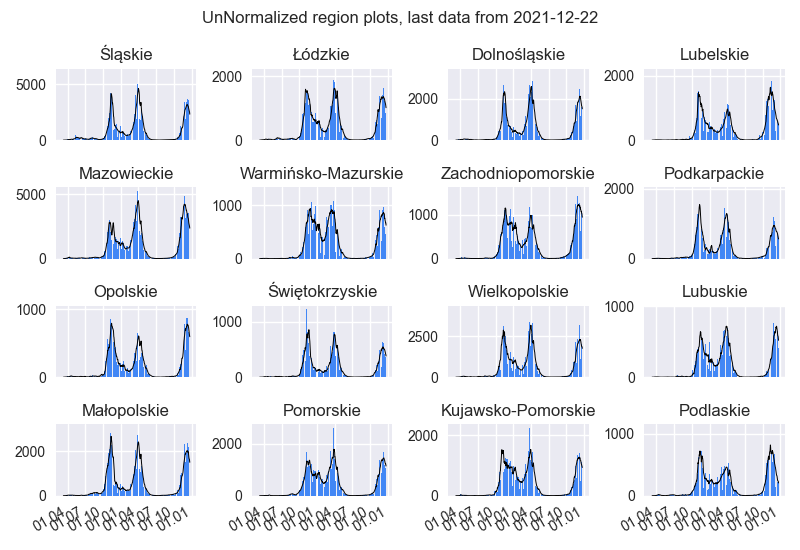 UnNormalized region plots, last data from 2021-12-22
Śląskie Łódzkie Dolnośląskie Lubelskie
5000 2000 2000
2500
0 0 0 0
Mazowieckie Warmińsko-Mazurskie Zachodniopomorskie Podkarpackie
5000 1000 1000 2000
0 0 0 0
Opolskie Świętokrzyskie Wielkopolskie Lubuskie
1000 1000 2500 1000
0 0 0 0
Małopolskie Pomorskie Kujawsko-Pomorskie Podlaskie
2000 2000 2000 1000
0 0 0 0
01.04 01.07 01.10 01.01 01.04 01.07 01.10 01.01 01.04 01.07 01.10 01.01 01.04 01.07 01.10 01.01 01.04 01.07 01.10 01.01 01.04 01.07 01.10 01.01 01.04 01.07 01.10 01.01 01.04 01.07 01.10 01.01